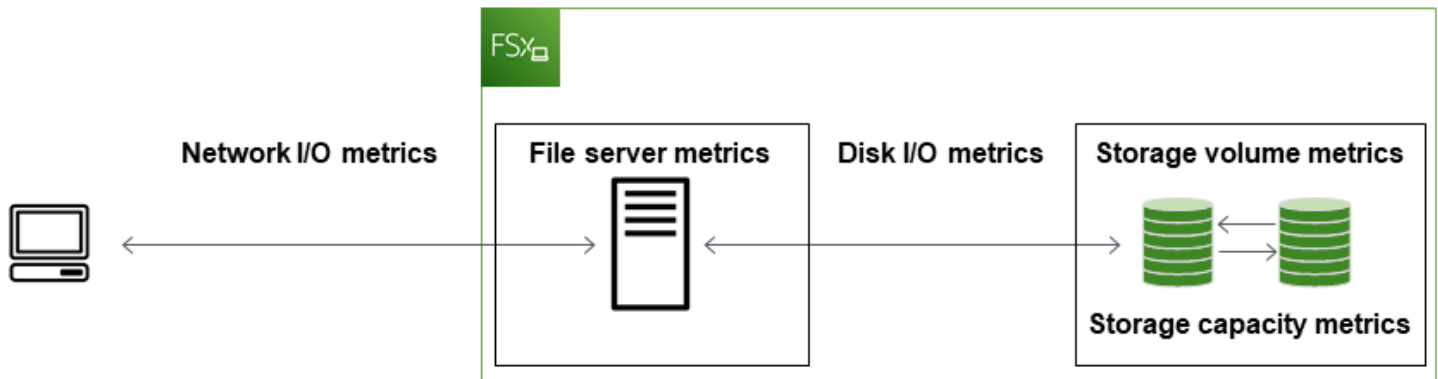 FSx
Network I/O metrics
File server metrics
Disk I/O metrics
Storage volume metrics
Storage capacity metrics